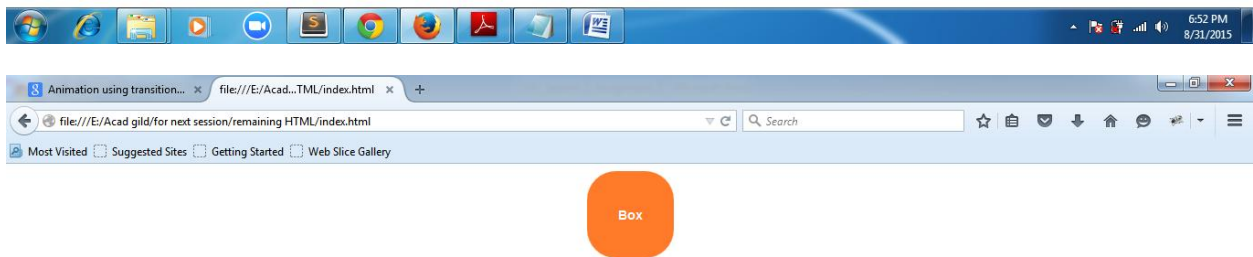 6:52 PM
8/31/2015
Animation using transition... × file:///E:/Acad...TML/index.html × +
file:///E:/Acad gild/for next session/remaining HTML/index.html Search
Most Visited Suggested Sites Getting Started Web Slice Gallery
Box